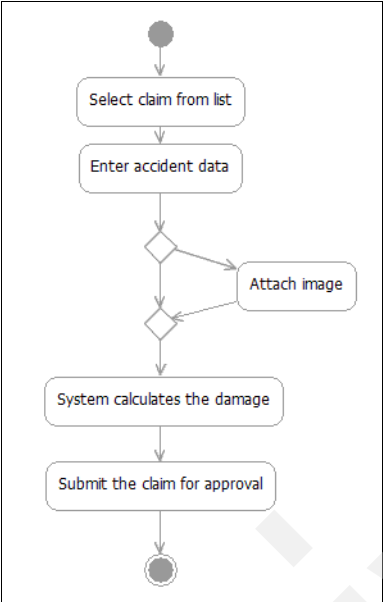 Select claim from list
Enter accident data
Attach image
System calculates the damage
Submit the claim for approval